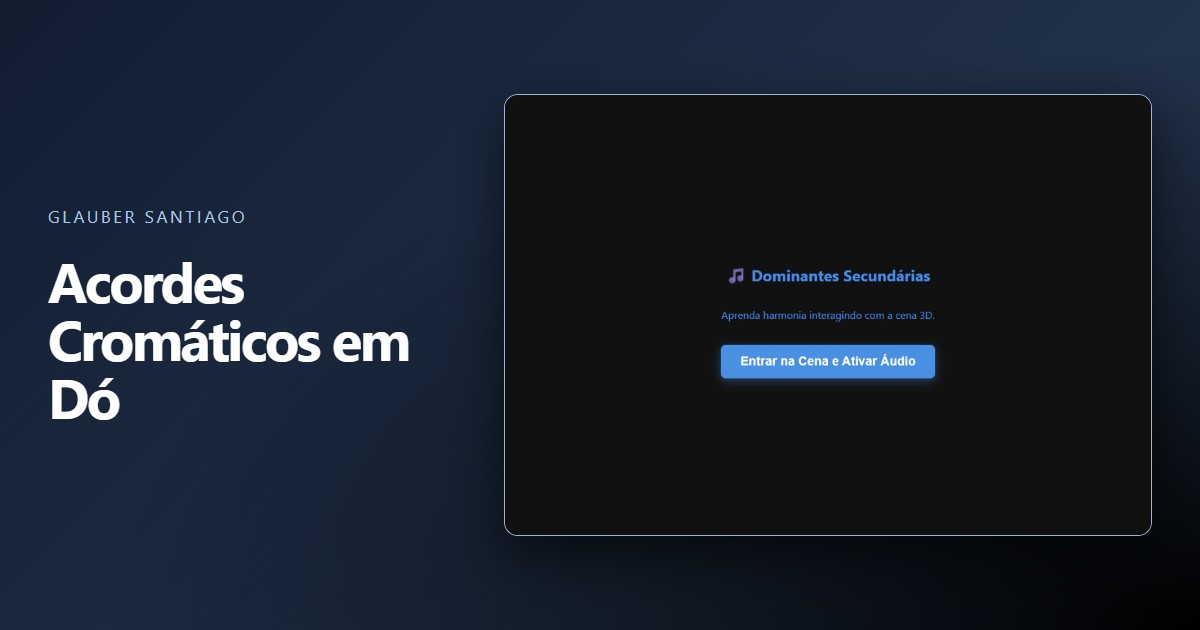 GLAUBER SANTIAGO
Acordes
Cromáticos em
Dó
🎵 Dominantes Secundárias
Aprenda harmonia interagindo com a cena 3D.
Entrar na Cena e Ativar Áudio